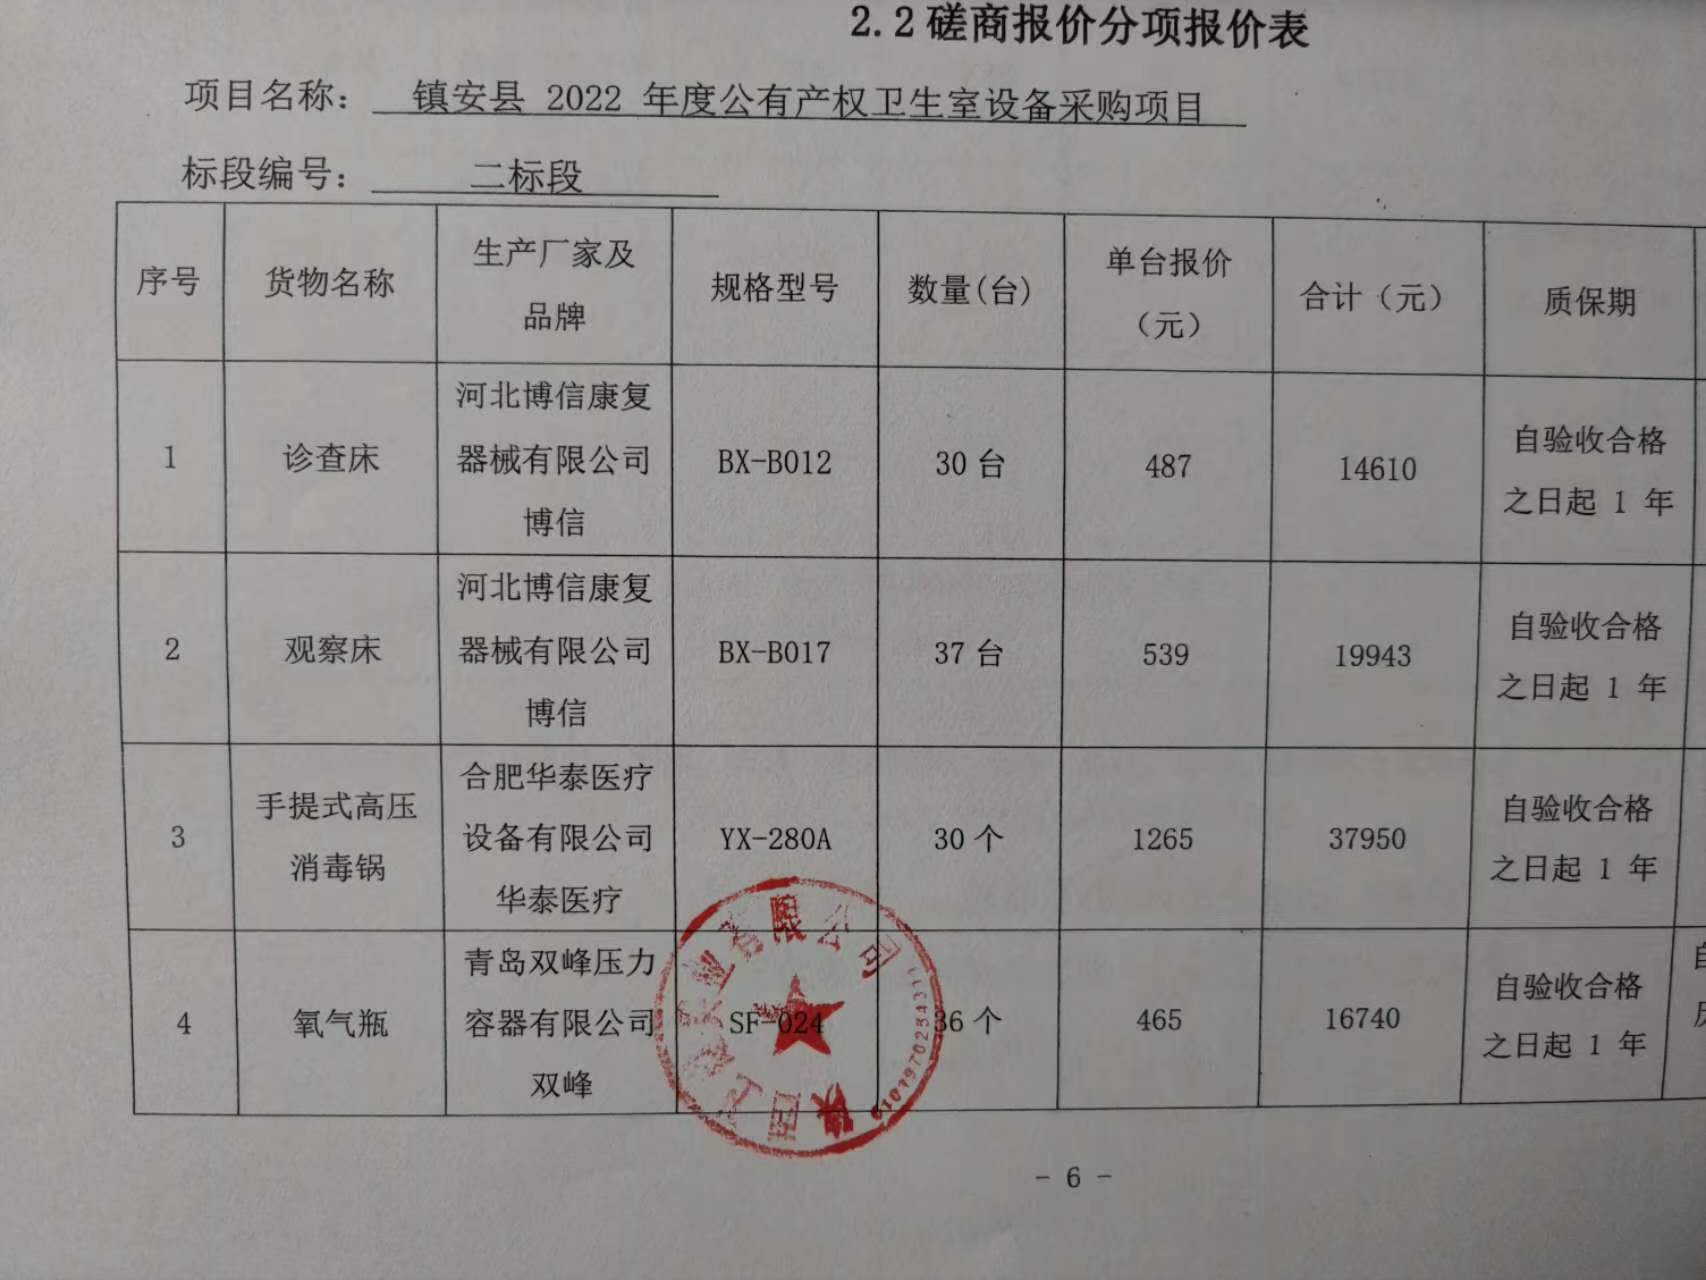 2.2磋商报价分项报价表
项目名称： 镇安县 2022 年度公有产权卫生室设备采购项目
标段编号： 二标段
序号 货物名称 生产厂家及品牌 规格型号 数量(台) 单台报价（元） 合计（元） 质保期
1 诊查床 河北博信康复器械有限公司博信 BX-B012 30 台 487 14610 自验收合格之日起 1 年
2 观察床 河北博信康复器械有限公司博信 BX-B017 37 台 539 19943 自验收合格之日起 1 年
3 手提式高压消毒锅 合肥华泰医疗设备有限公司华泰医疗 YX-280A 30 个 1265 37950 自验收合格之日起 1 年
4 氧气瓶 青岛双峰压力容器有限公司双峰 SF-024 36 个 465 16740 自验收合格之日起 1 年
有限公司
- 6 -